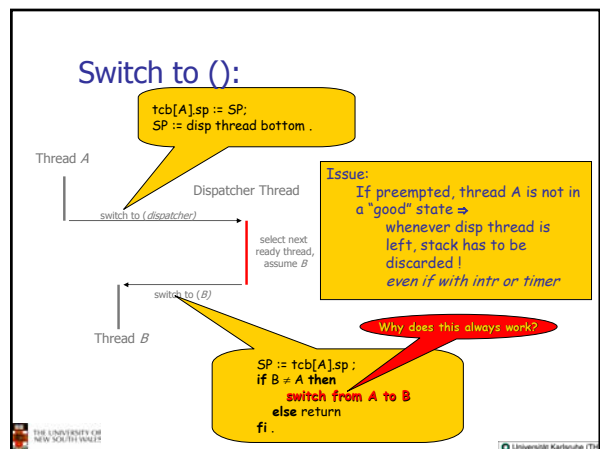 Switch to ():
tcb[A].sp := SP;
SP := disp thread bottom .
Thread A
Dispatcher Thread
switch to (dispatcher)
select next
ready thread,
assume B
switch to (B)
Thread B
Issue:
If preempted, thread A is not in
a “good” state ⇒
whenever disp thread is
left, stack has to be
discarded !
even if with intr or timer
Why does this always work?
SP := tcb[A].sp ;
if B ≠ A then
switch from A to B
else return
fi .
THE UNIVERSITY OF
NEW SOUTH WALES
Universität Karlsruhe (TH